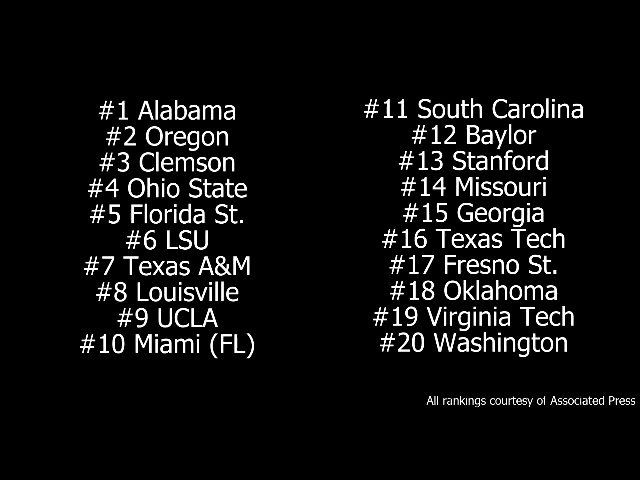 #1 Alabama
#2 Oregon
#3 Clemson
#4 Ohio State
#5 Florida St.
#6 LSU
#7 Texas A&M
#8 Louisville
#9 UCLA
#10 Miami (FL)
#11 South Carolina
#12 Baylor
#13 Stanford
#14 Missouri
#15 Georgia
#16 Texas Tech
#17 Fresno St.
#18 Oklahoma
#19 Virginia Tech
#20 Washington
All rankings courtesy of Associated Press